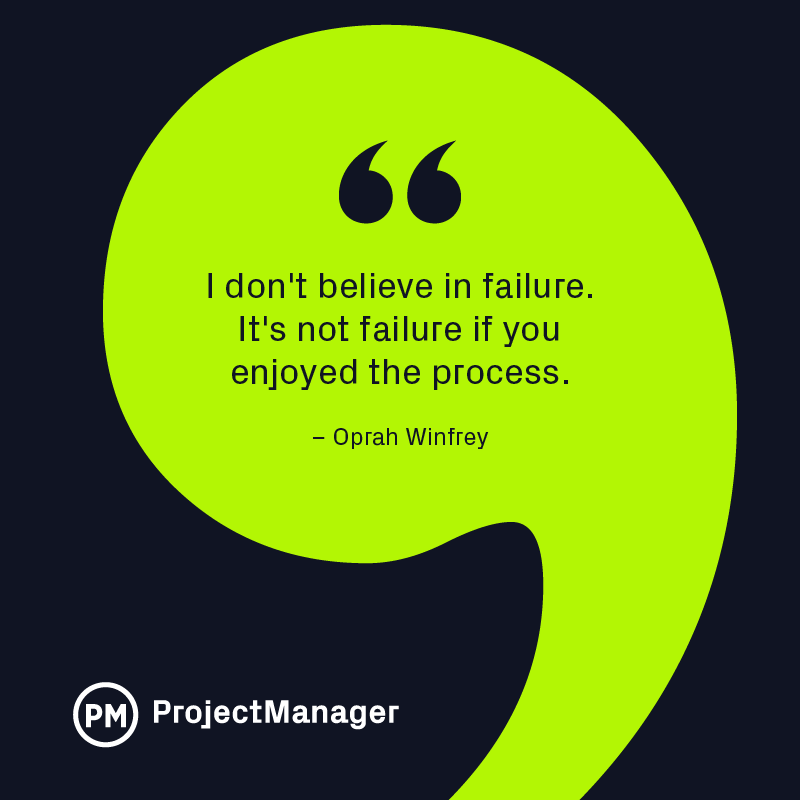 “
I don't believe in failure.
It's not failure if you
enjoyed the process.
– Oprah Winfrey
PM ProjectManager